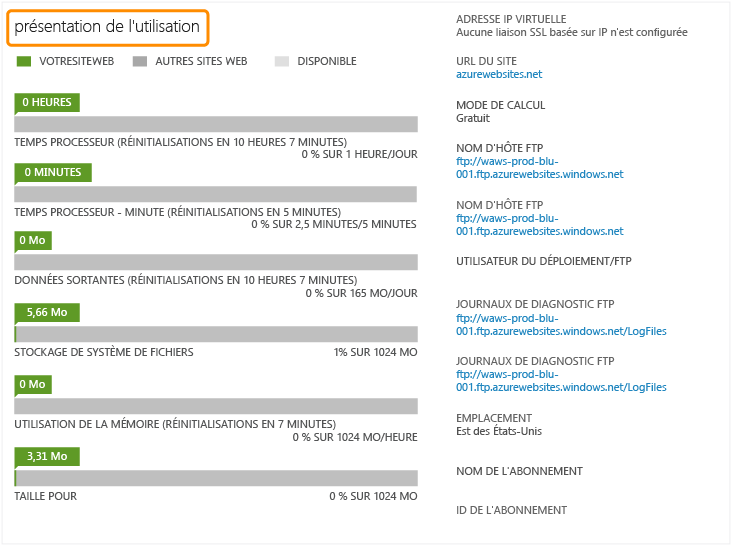 présentation de l'utilisation
VOTRESITEWEB AUTRES SITES WEB DISPONIBLE
0 HEURES
TEMPS PROCESSEUR (RÉINITIALISATIONS EN 10 HEURES 7 MINUTES)
0 % SUR 1 HEURE/JOUR
0 MINUTES
TEMPS PROCESSEUR - MINUTE (RÉINITIALISATIONS EN 5 MINUTES)
0 % SUR 2,5 MINUTES/5 MINUTES
0 Mo
DONNÉES SORTANTES (RÉINITIALISATIONS EN 10 HEURES 7 MINUTES)
0 % SUR 165 MO/JOUR
5,66 Mo
STOCKAGE DE SYSTÈME DE FICHIERS 1% SUR 1024 MO
0 Mo
UTILISATION DE LA MÉMOIRE (RÉINITIALISATIONS EN 7 MINUTES)
0 % SUR 1024 MO/HEURE
3,31 Mo
TAILLE POUR 0 % SUR 1024 MO
ADRESSE IP VIRTUELLE
Aucune liaison SSL basée sur IP n'est configurée
URL DU SITE
azurewebsites.net
MODE DE CALCUL
Gratuit
NOM D'HÔTE FTP
ftp://waws-prod-blu-
001.ftp.azurewebsites.windows.net
NOM D'HÔTE FTP
ftp://waws-prod-blu-
001.ftp.azurewebsites.windows.net
UTILISATEUR DU DÉPLOIEMENT/FTP
JOURNAUX DE DIAGNOSTIC FTP
ftp://waws-prod-blu-
001.ftp.azurewebsites.windows.net/LogFiles
JOURNAUX DE DIAGNOSTIC FTP
ftp://waws-prod-blu-
001.ftp.azurewebsites.windows.net/LogFiles
EMPLACEMENT
Est des États-Unis
NOM DE L'ABONNEMENT
ID DE L'ABONNEMENT